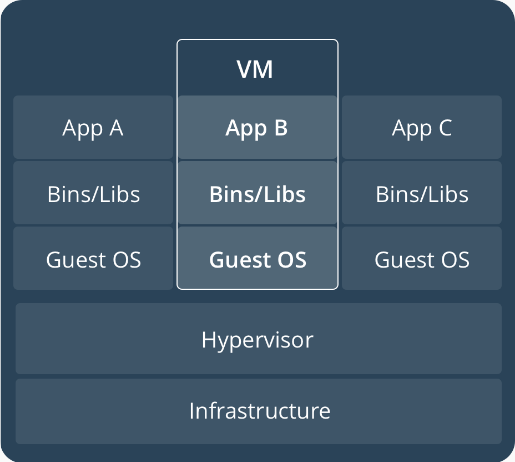 VM
App A
App B
App C
Bins/Libs
Bins/Libs
Bins/Libs
Guest OS
Guest OS
Guest OS
Hypervisor
Infrastructure